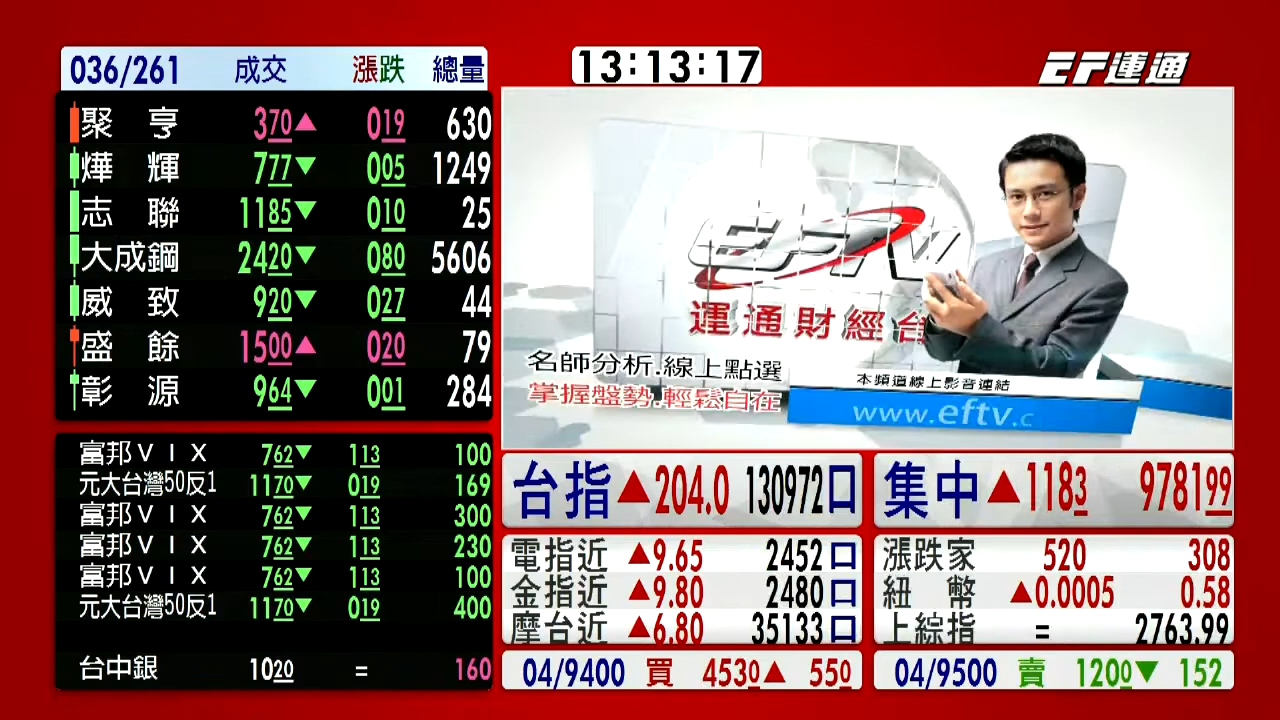 036/261 成交 漲跌 總量
聚亨 370▲ 019 630
燁輝 777▼ 005 1249
志聯 1185▼ 010 25
大成鋼 2420▼ 080 5606
威致 920▼ 027 44
盛餘 1500▲ 020 79
彰源 964▼ 001 284
富邦VIX 762▼ 113 100
元大台灣50反1 1170▼ 019 169
富邦VIX 762▼ 113 300
富邦VIX 762▼ 113 230
富邦VIX 762▼ 113 100
元大台灣50反1 1170▼ 019 400
台中銀 1020 = 160
13:13:17
EF運通
EFTV
運通財經台
名師分析.線上點選
掌握盤勢.輕鬆自在
本頻道線上影音連結
www.eftv.c
台指▲204.0 130972口
集中▲1183 978199
電指近 ▲9.65 2452口
金指近 ▲9.80 2480口
摩台近 ▲6.80 35133口
漲跌家 520 308
紐幣 ▲0.0005 0.58
上綜指 = 2763.99
04/9400 買 4530▲ 550
04/9500 賣 1200▼ 152